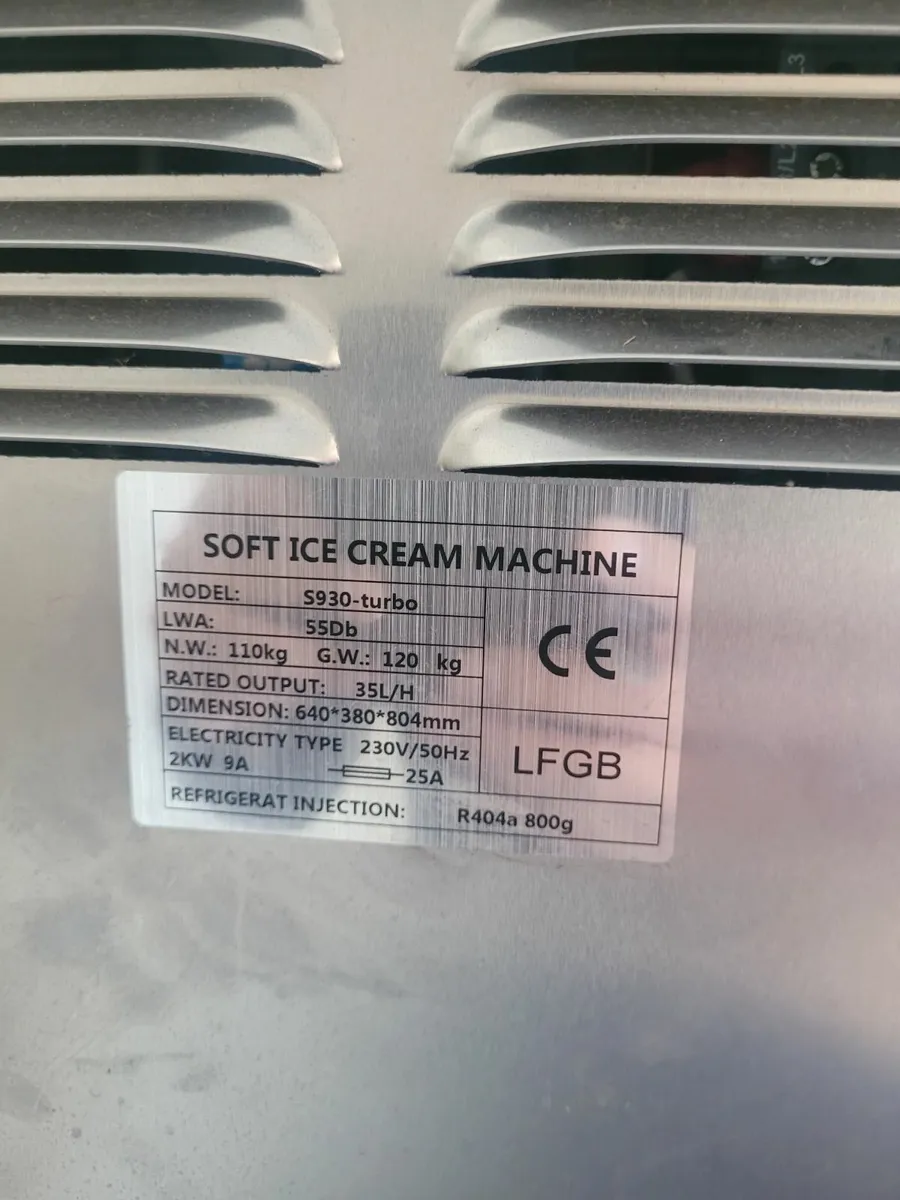 SOFT ICE CREAM MACHINE
MODEL: S930-turbo
LWA: 55Db
N.W.: 110kg G.W.: 120 kg
RATED OUTPUT: 35L/H
DIMENSION: 640*380*804mm
ELECTRICITY TYPE 230V/50Hz
2KW 9A 25A
REFRIGERAT INJECTION: R404a 800g
CE
LFGB